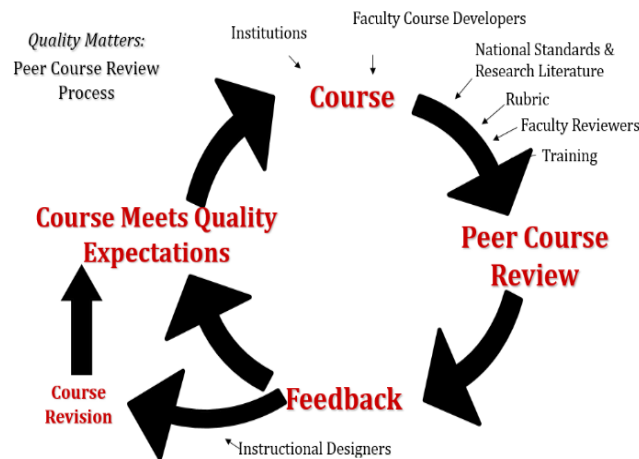 Quality Matters:
Peer Course Review
Process
Institutions
Faculty Course Developers
Course
National Standards &
Research Literature
Rubric
Faculty Reviewers
Training
Peer Course
Review
Course Meets Quality
Expectations
Course
Revision
Feedback
Instructional Designers